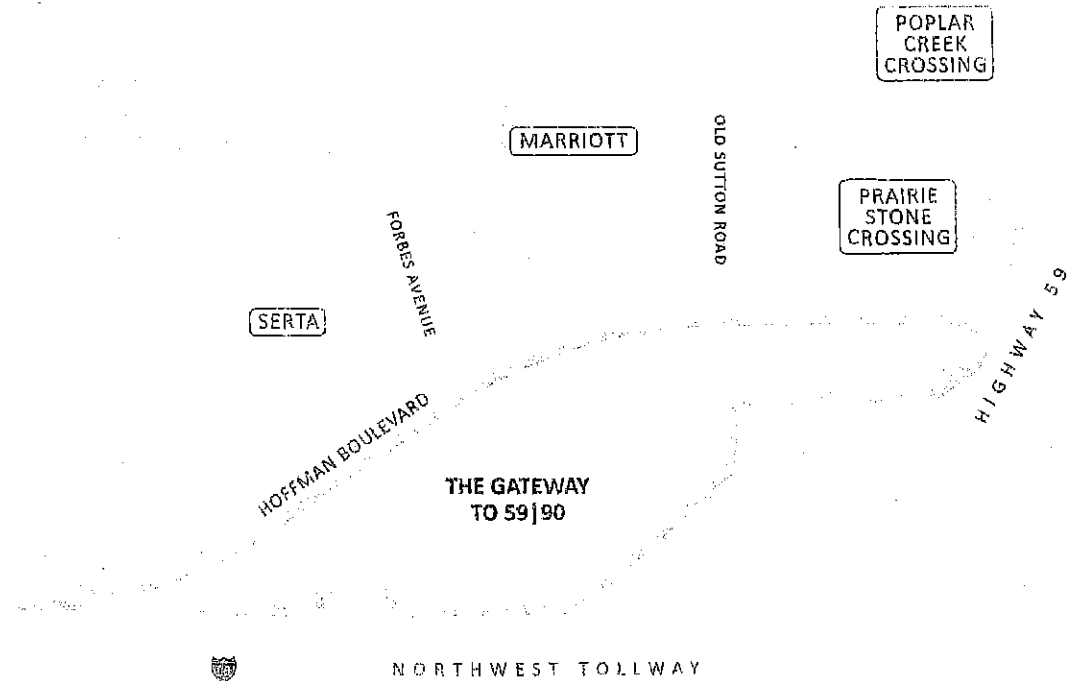 POPLAR
CREEK
CROSSING
MARRIOTT
OLD SUTTON ROAD
PRAIRIE
STONE
CROSSING
FORBES AVENUE
HIGHWAY 59
SERTA
HOFFMAN BOULEVARD
THE GATEWAY
TO 59|90
NORTHWEST TOLLWAY